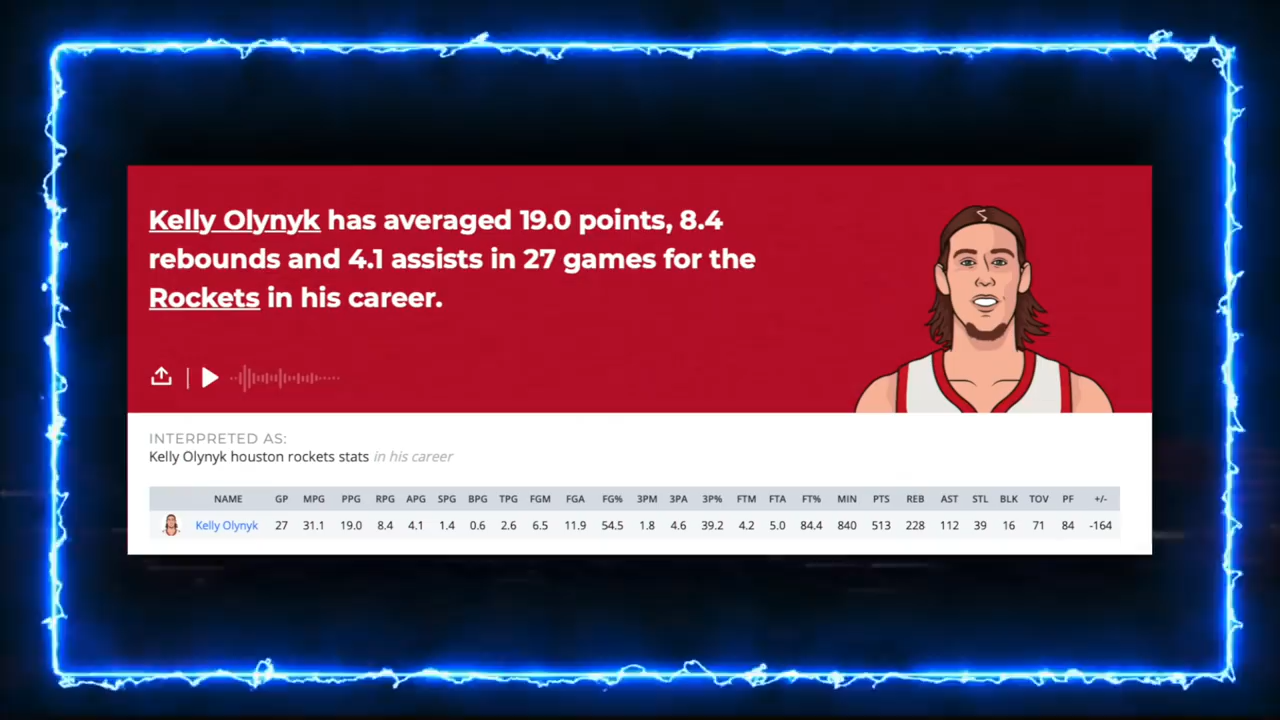 Kelly Olynyk has averaged 19.0 points, 8.4
rebounds and 4.1 assists in 27 games for the
Rockets in his career.
INTERPRETED AS:
Kelly Olynyk houston rockets stats in his career
NAME GP MPG PPG RPG APG SPG BPG TPG FGM FGA FG% 3PM 3PA 3P% FTM FTA FT% MIN PTS REB AST STL BLK TOV PF +/-
Kelly Olynyk 27 31.1 19.0 8.4 4.1 1.4 0.6 2.6 6.5 11.9 54.5 1.8 4.6 39.2 4.2 5.0 84.4 840 513 228 112 39 16 71 84 -164